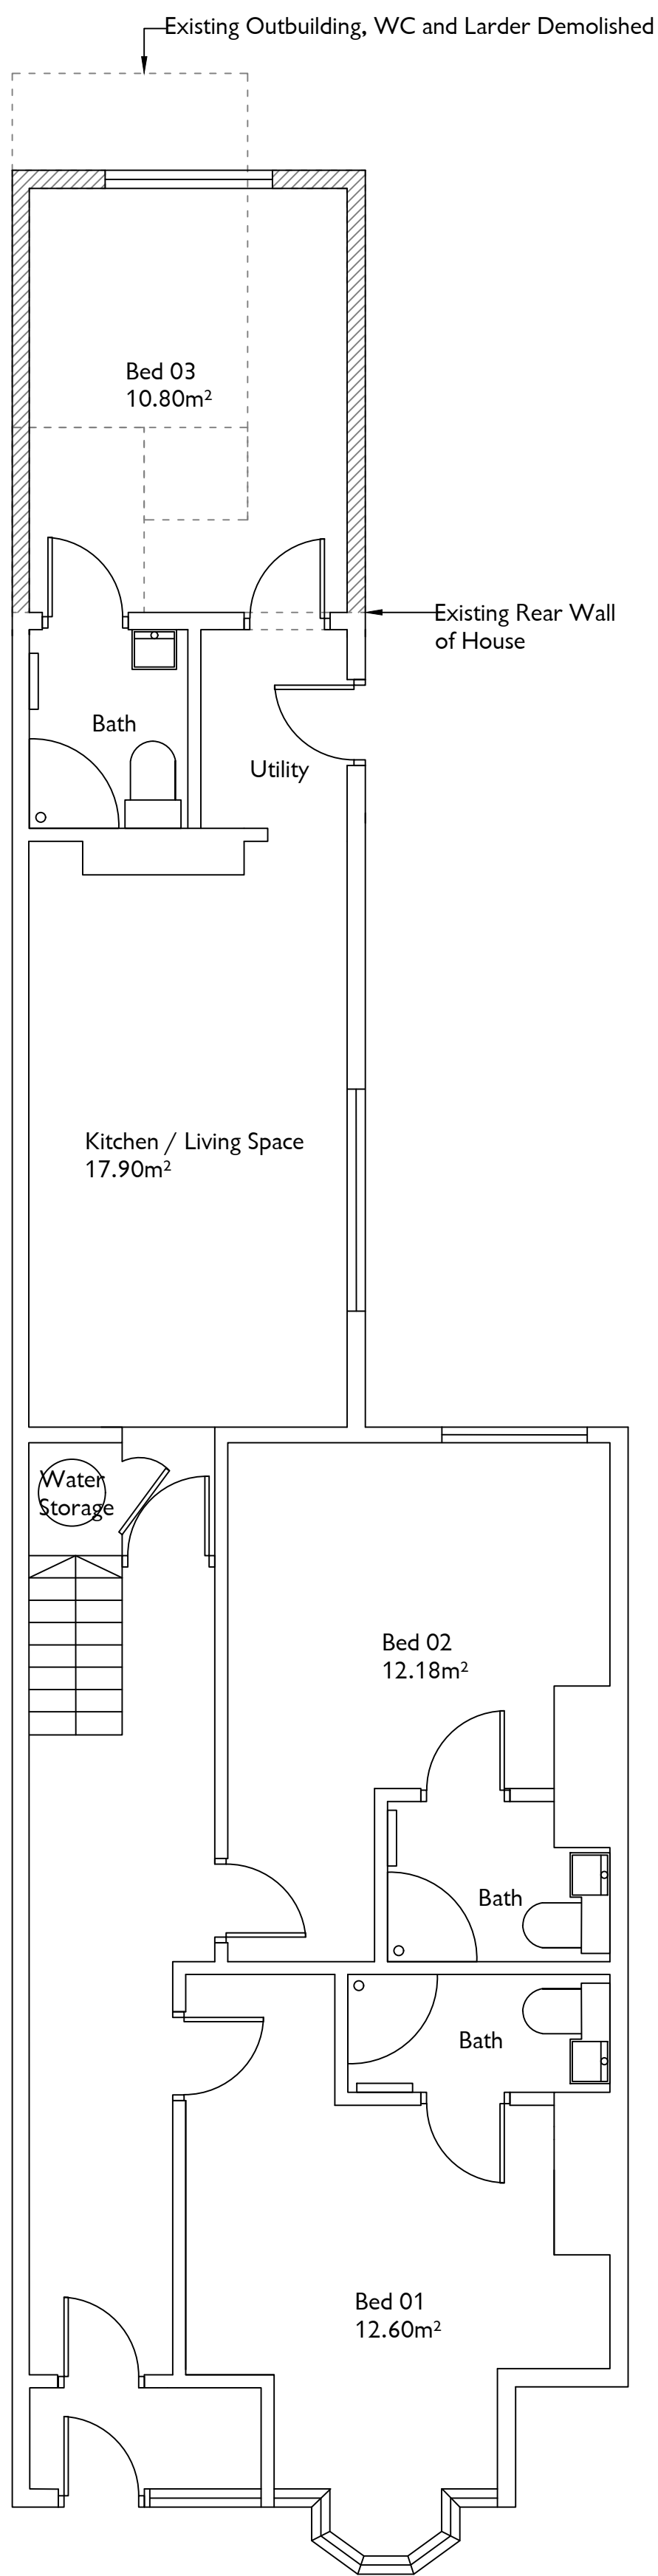 Existing Outbuilding, WC and Larder Demolished
Bed 03
10.80m²
Existing Rear Wall
of House
Bath
Utility
Kitchen / Living Space
17.90m²
Water
Storage
Bed 02
12.18m²
Bath
Bath
Bed 01
12.60m²